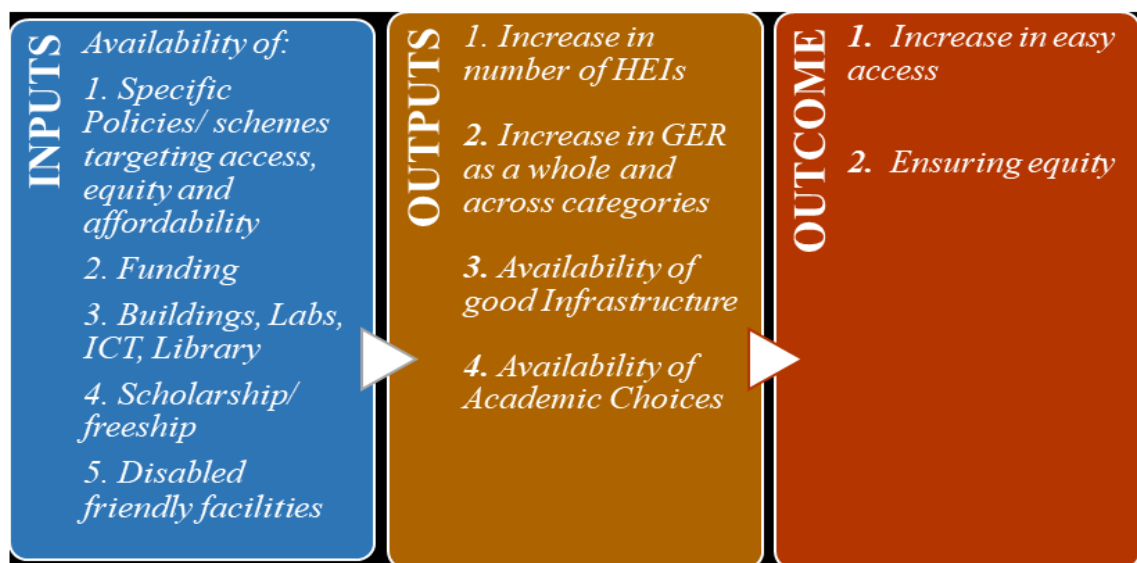 INPUTS
Availability of:
1. Specific
Policies/ schemes
targeting access,
equity and
affordability
2. Funding
3. Buildings, Labs,
ICT, Library
4. Scholarship/
freeship
5. Disabled
friendly facilities
OUTPUTS
1. Increase in
number of HEIs
2. Increase in GER
as a whole and
across categories
3. Availability of
good Infrastructure
4. Availability of
Academic Choices
OUTCOME
1. Increase in easy
access
2. Ensuring equity